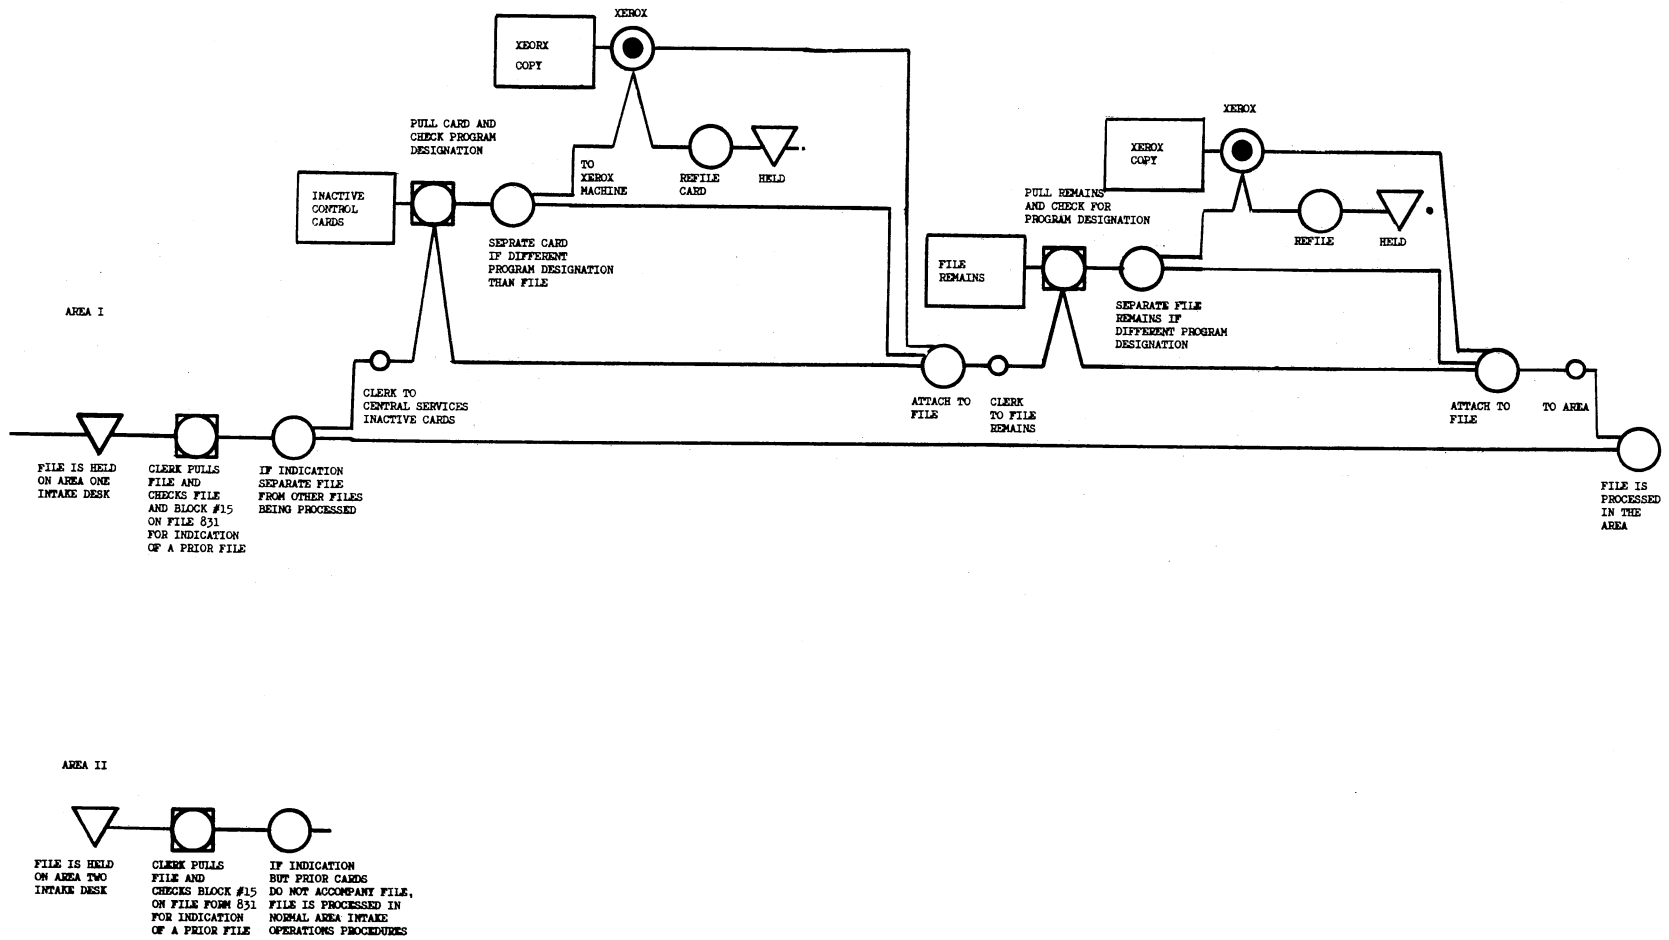 XEROX
XEORX
COPY
PULL CARD AND
CHECK PROGRAM
DESIGNATION
TO
XEROX
MACHINE
REFILE
CARD
HELD
INACTIVE
CONTROL
CARDS
SEPRATE CARD
IF DIFFERENT
PROGRAM DESIGNATION
THAN FILE
XEROX
XEROX
COPY
PULL REMAINS
AND CHECK FOR
PROGRAM DESIGNATION
REFILE
HELD
FILE
REMAINS
SEPARATE FILE
REMAINS IF
DIFFERENT PROGRAM
DESIGNATION
AREA I
CLERK TO
CENTRAL SERVICES
INACTIVE CARDS
ATTACH TO
FILE
CLERK
TO FILE
REMAINS
ATTACH TO
FILE
TO AREA
FILE IS HELD
ON AREA ONE
INTAKE DESK
CLERK PULLS
FILE AND
CHECKS FILE
AND BLOCK #15
ON FILE 831
FOR INDICATION
OF A PRIOR FILE
IF INDICATION
SEPARATE FILE
FROM OTHER FILES
BEING PROCESSED
FILE IS
PROCESSED
IN THE
AREA
AREA II
FILE IS HELD
ON AREA TWO
INTAKE DESK
CLERK PULLS
FILE AND
CHECKS BLOCK #15
ON FILE FORM 831
FOR INDICATION
OF A PRIOR FILE
IF INDICATION
BUT PRIOR CARDS
DO NOT ACCOMPANY FILE,
FILE IS PROCESSED IN
NORMAL AREA INTAKE
OPERATIONS PROCEDURES